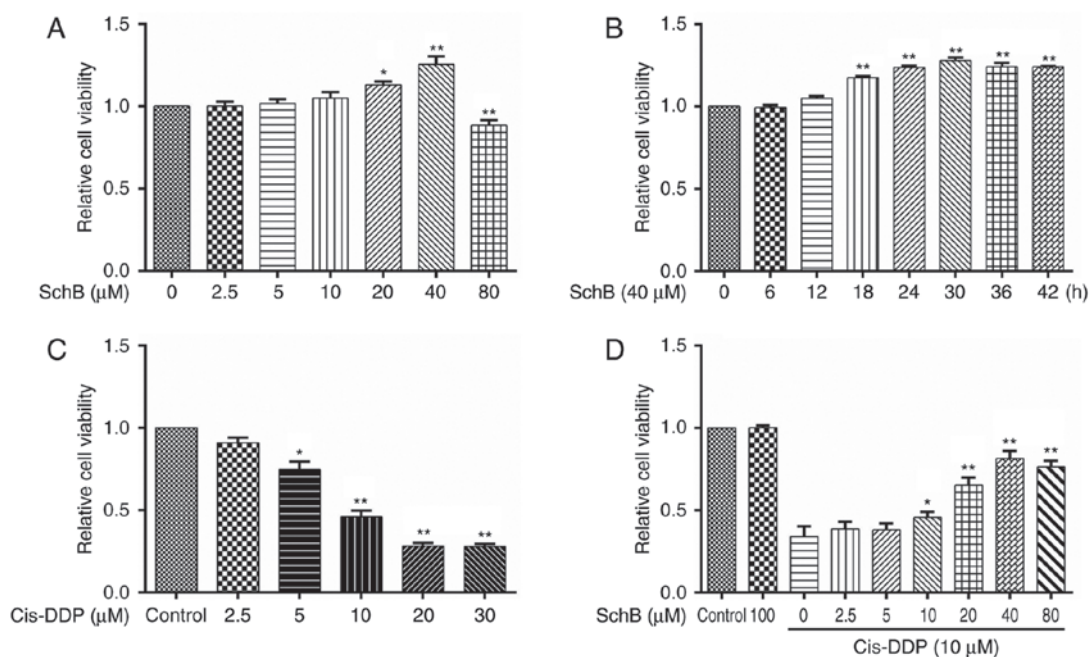 A
Relative cell viability
1.5
1.0
0.5
0.0
* ** **
SchB (μM) 0 2.5 5 10 20 40 80
B
Relative cell viability
1.5
1.0
0.5
0.0
** ** ** ** **
SchB (40 μM) 0 6 12 18 24 30 36 42 (h)
C
Relative cell viability
1.5
1.0
0.5
0.0
* ** ** **
Cis-DDP (μM) Control 2.5 5 10 20 30
D
Relative cell viability
1.5
1.0
0.5
0.0
* ** ** **
SchB (μM) Control 100 0 2.5 5 10 20 40 80
Cis-DDP (10 μM)